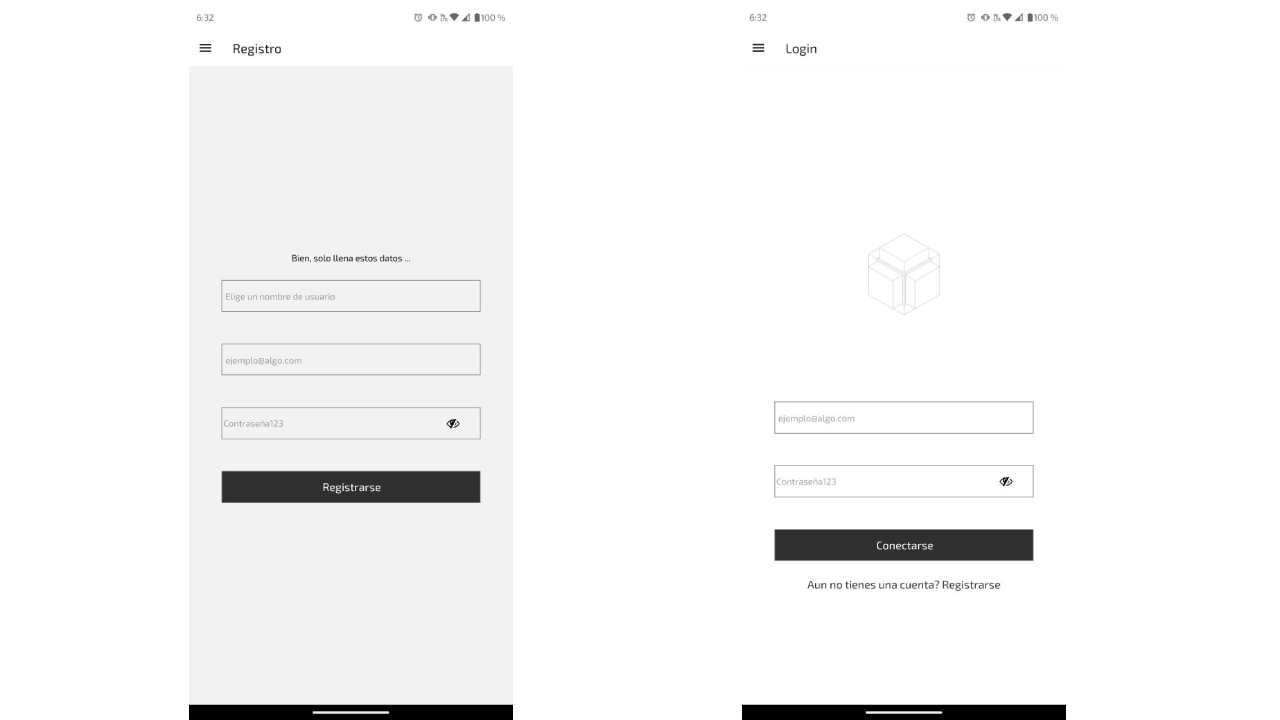 6:32
100 %
Registro
Bien, solo llena estos datos ...
Elige un nombre de usuario
ejemplo@algo.com
Contraseña123
Registrarse
6:32
100 %
Login
ejemplo@algo.com
Contraseña123
Conectarse
Aun no tienes una cuenta? Registrarse